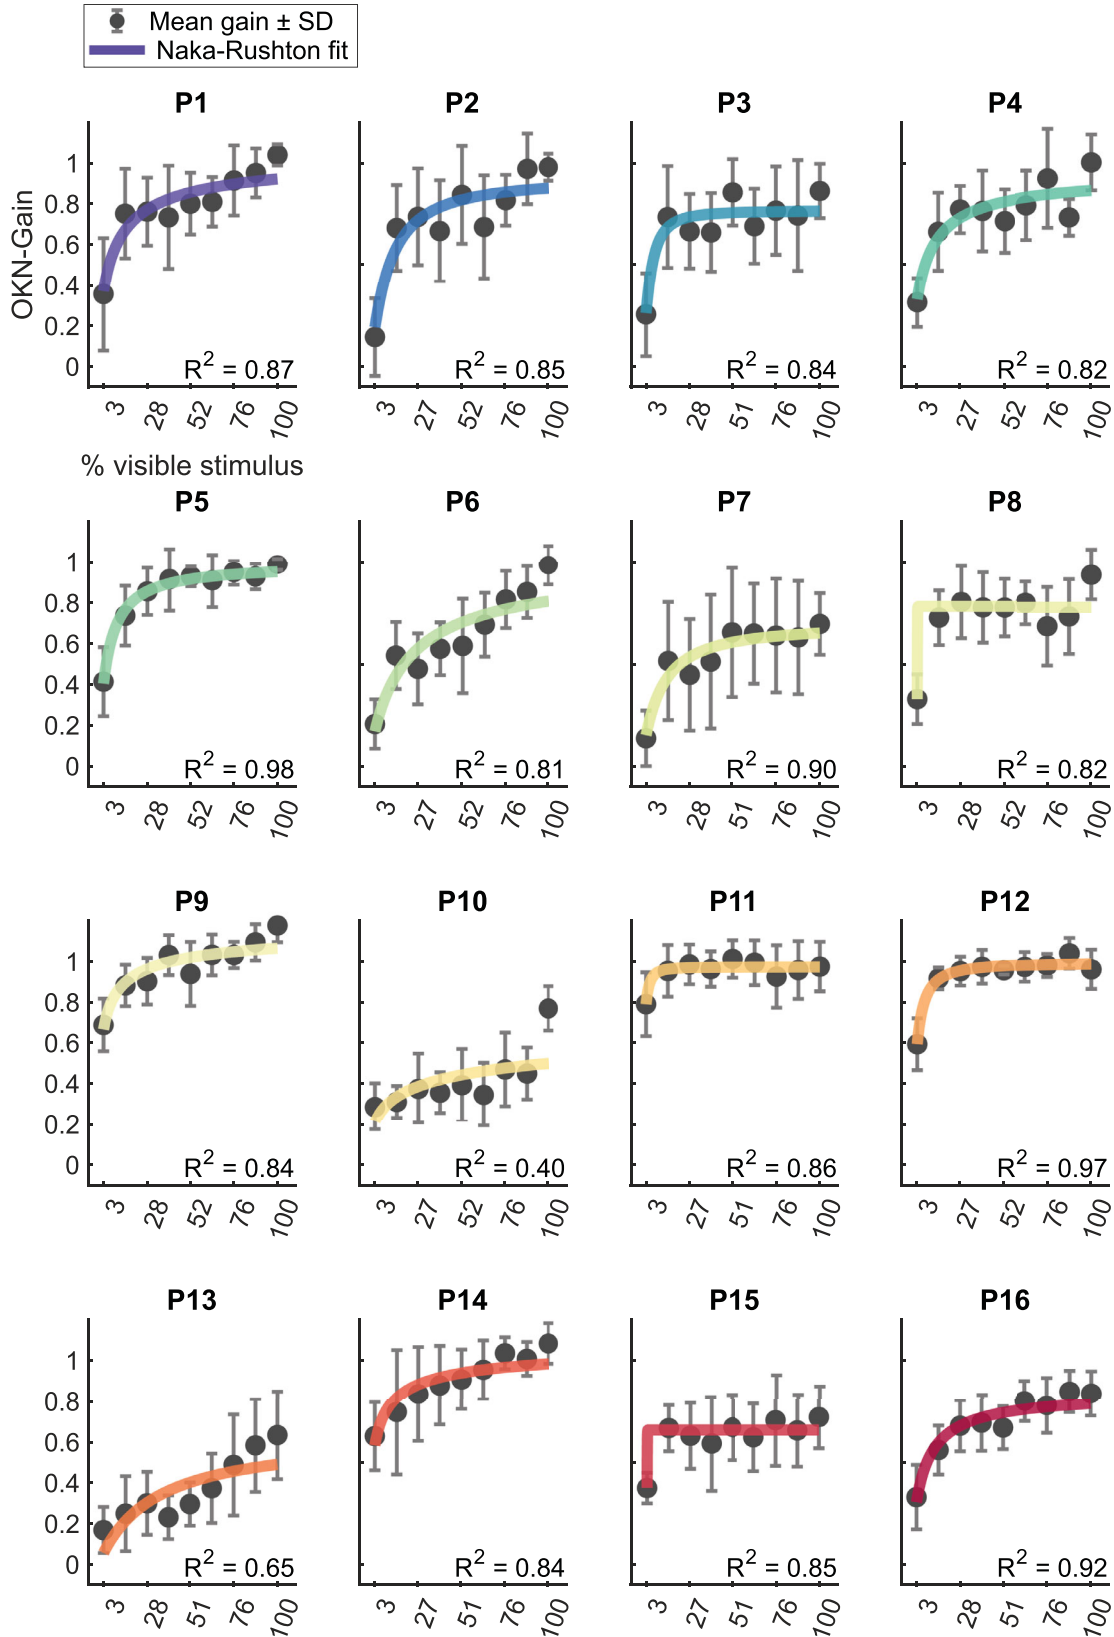 Mean gain ± SD
Naka-Rushton fit
P1 P2 P3 P4
OKN-Gain
1
0.8
0.6
0.4
0.2
0
R² = 0.87 R² = 0.85 R² = 0.84 R² = 0.82
3 28 52 76 100 3 27 52 76 100 3 28 51 76 100 3 27 52 76 100
% visible stimulus
P5 P6 P7 P8
1
0.8
0.6
0.4
0.2
0
R² = 0.98 R² = 0.81 R² = 0.90 R² = 0.82
3 28 52 76 100 3 27 52 76 100 3 28 51 76 100 3 28 52 76 100
P9 P10 P11 P12
1
0.8
0.6
0.4
0.2
0
R² = 0.84 R² = 0.40 R² = 0.86 R² = 0.97
3 28 52 76 100 3 27 52 76 100 3 27 51 76 100 3 27 51 76 100
P13 P14 P15 P16
1
0.8
0.6
0.4
0.2
0
R² = 0.65 R² = 0.84 R² = 0.85 R² = 0.92
3 28 52 76 100 3 27 51 76 100 3 27 52 76 100 3 28 51 76 100